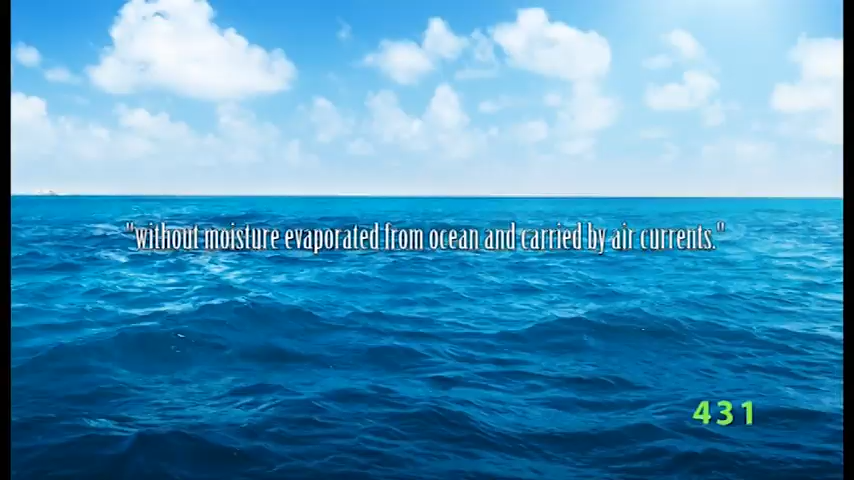 "without moisture evaporated from ocean and carried by air currents."
431